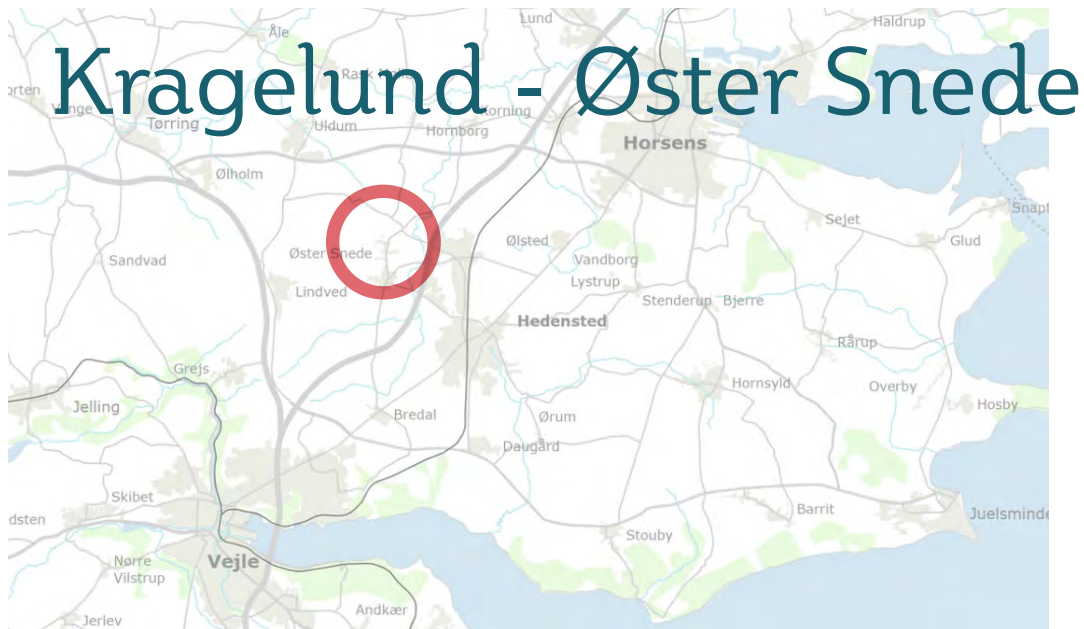 Kragelund - Øster Snede
Lund
Haldrup
Åle
Rask Mølle
Korning
Tørring
Uldum
Hornborg
Horsens
Ølholm
Snapt
Sejet
Glud
Ølsted
Øster Snede
Sandvad
Vandborg
Lystrup
Lindved
Stenderup
Bjerre
Hedensted
Rårup
Grejs
Hornsyld
Overby
Jelling
Bredal
Ørum
Hosby
Daugård
Skibet
Barrit
Juelsminde
dsten
Stouby
Nørre
Vilstrup
Vejle
Andkær
Jerlev